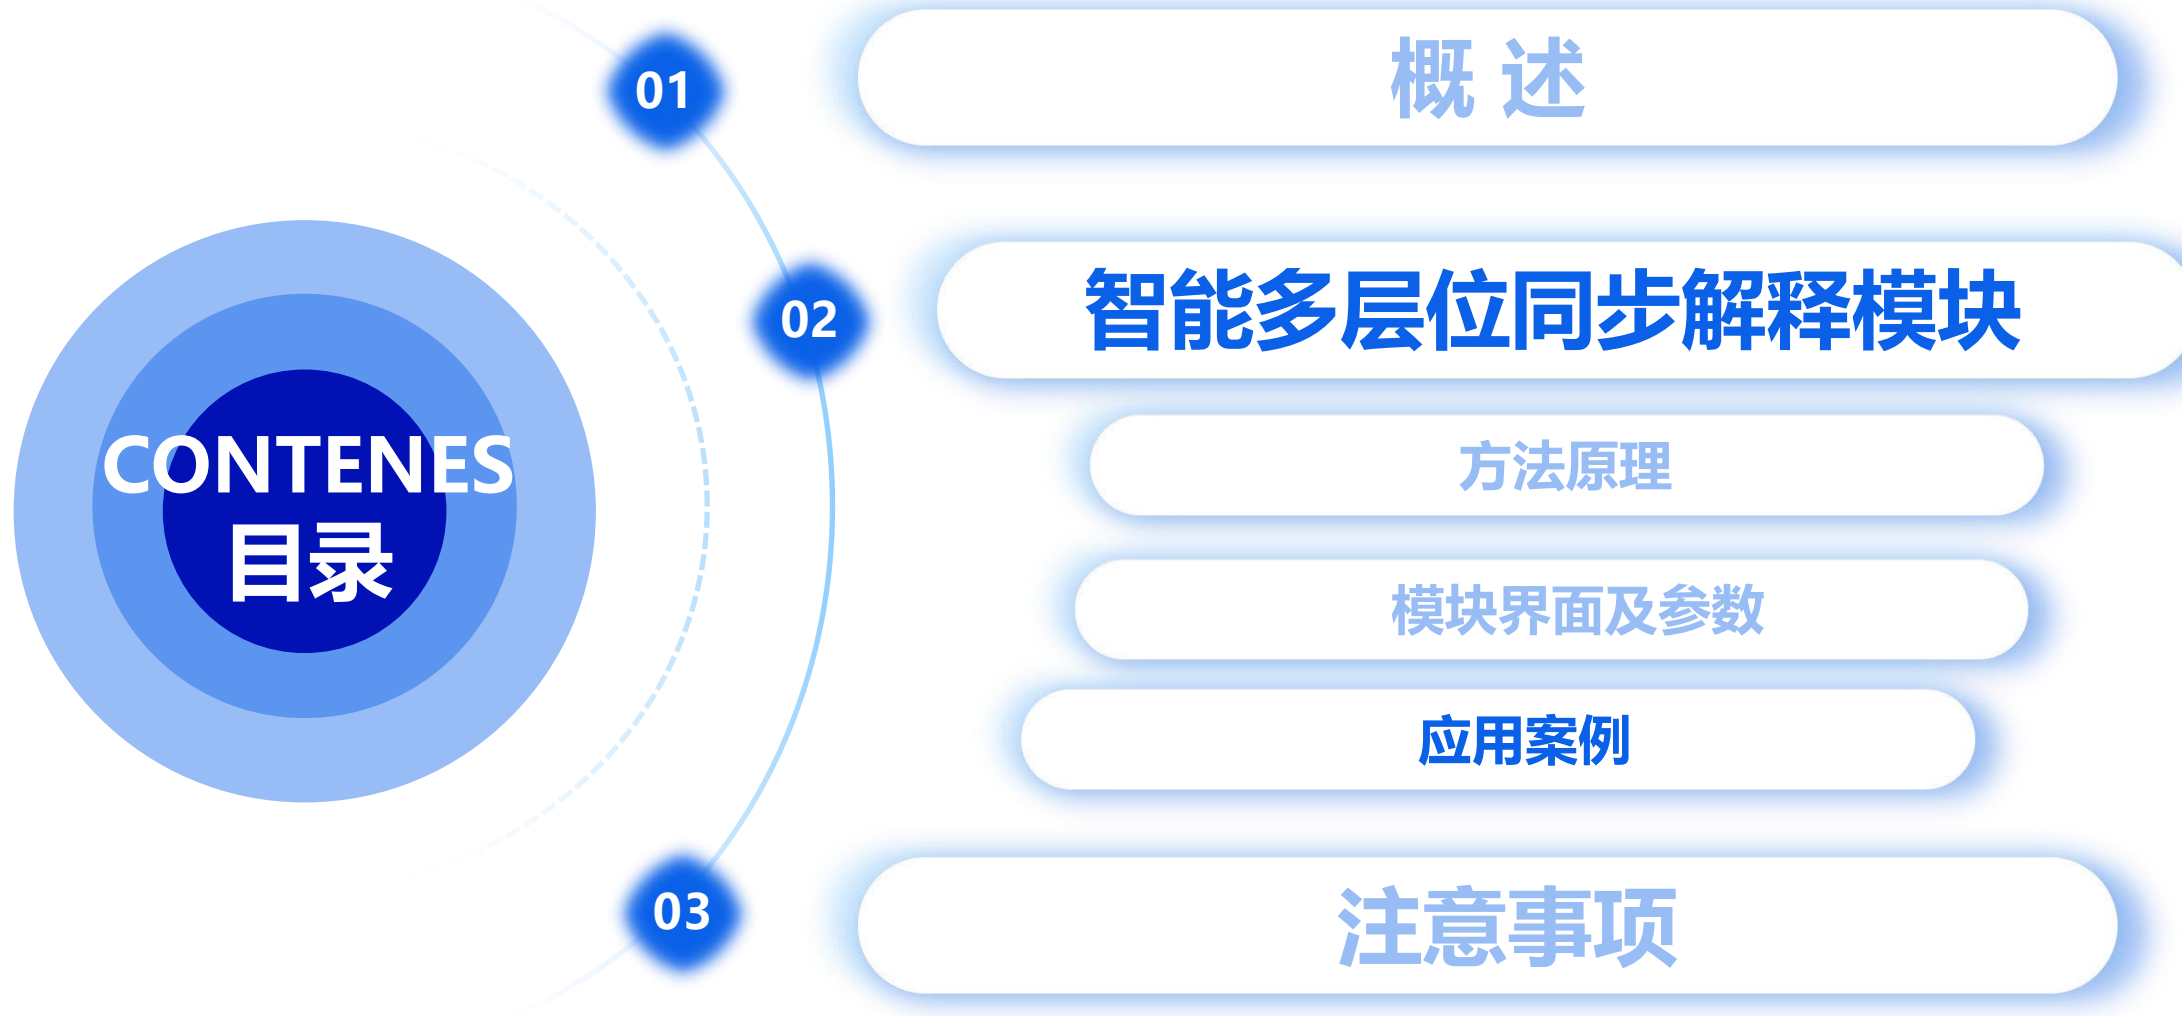 CONTENES
目录
01
概 述
02
智能多层位同步解释模块
方法原理
模块界面及参数
应用案例
03
注意事项